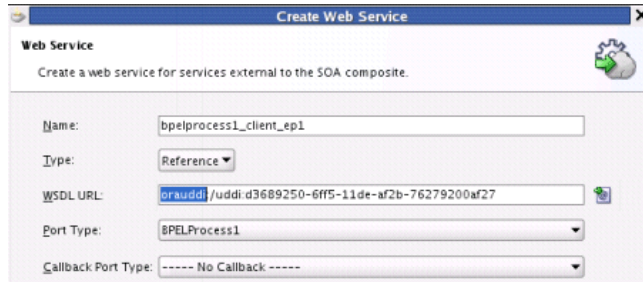 Create Web Service
Web Service
Create a web service for services external to the SOA composite.
Name: bpelprocess1_client_ep1
Type: Reference
WSDL URL: orauddi:/uddi:d3689250-6ff5-11de-af2b-76279200af27
Port Type: BPELProcess1
Callback Port Type: ----- No Callback -----